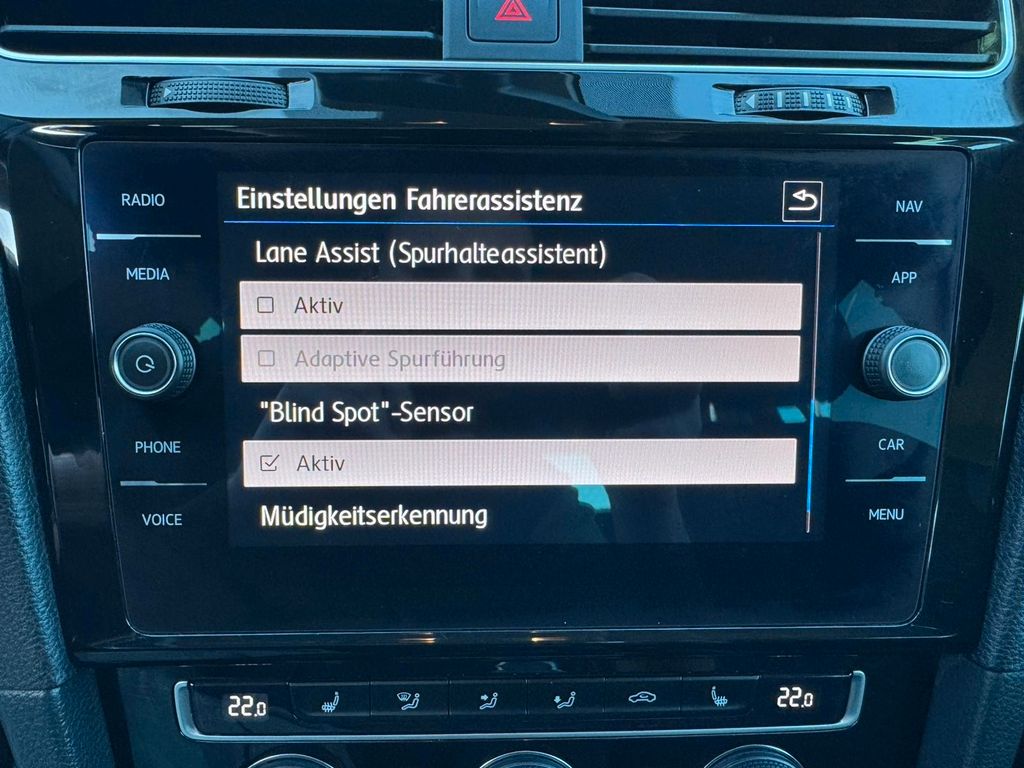 RADIO
MEDIA
PHONE
VOICE
Einstellungen Fahrerassistenz
Lane Assist (Spurhalteassistent)
Aktiv
Adaptive Spurführung
"Blind Spot"-Sensor
Aktiv
Müdigkeitserkennung
NAV
APP
CAR
MENU
22.0
22.0